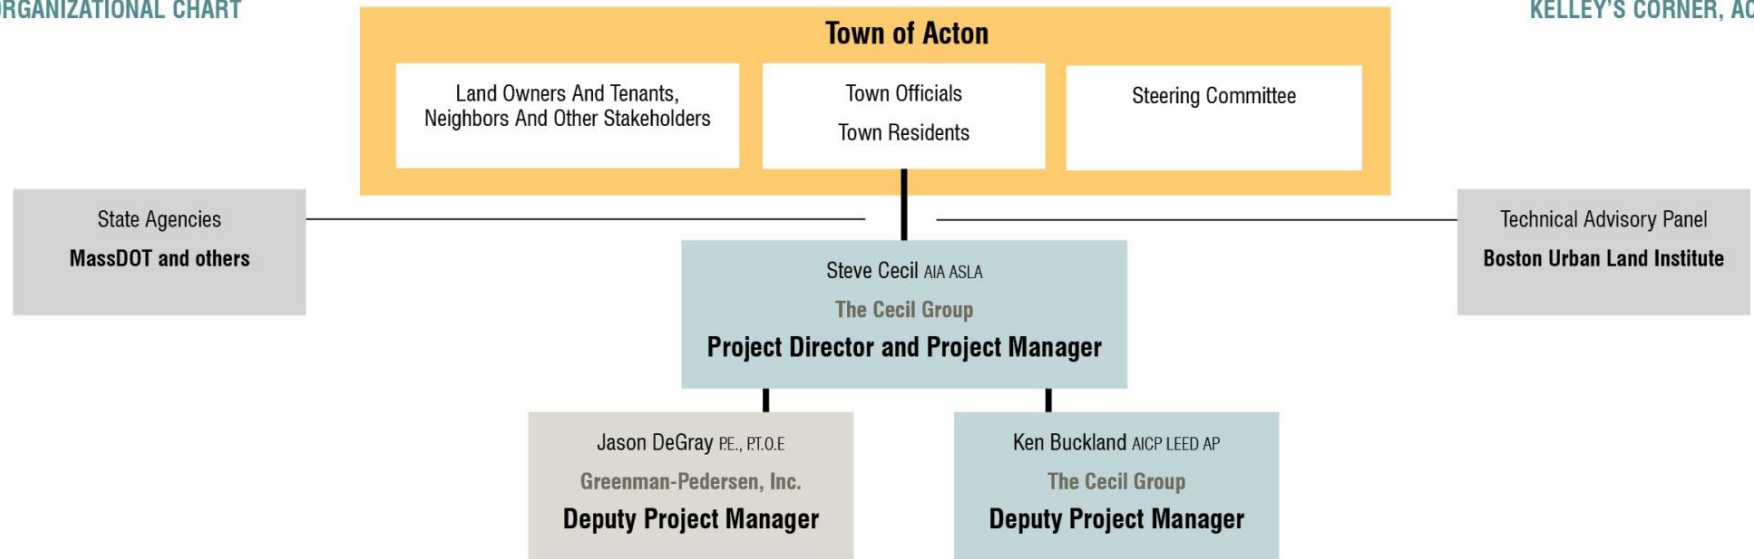 ORGANIZATIONAL CHART
KELLEY'S CORNER, AC
Town of Acton
Land Owners And Tenants,
Neighbors And Other Stakeholders
Town Officials
Town Residents
Steering Committee
State Agencies
MassDOT and others
Technical Advisory Panel
Boston Urban Land Institute
Steve Cecil AIA ASLA
The Cecil Group
Project Director and Project Manager
Jason DeGray P.E., P.T.O.E
Greenman-Pedersen, Inc.
Deputy Project Manager
Ken Buckland AICP LEED AP
The Cecil Group
Deputy Project Manager